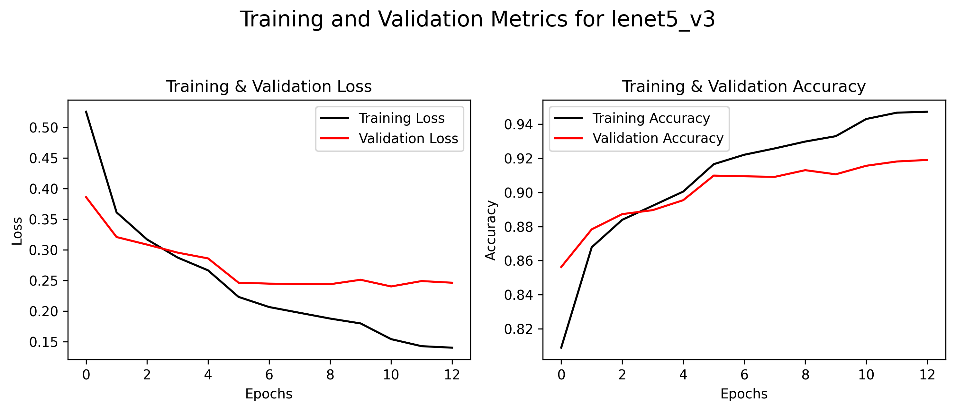 Training and Validation Metrics for lenet5_v3
Training & Validation Loss
Training Loss
Validation Loss
0.50
0.45
0.40
0.35
0.30
0.25
0.20
0.15
Loss
0 2 4 6 8 10 12
Epochs
Training & Validation Accuracy
Training Accuracy
Validation Accuracy
0.94
0.92
0.90
0.88
0.86
0.84
0.82
Accuracy
0 2 4 6 8 10 12
Epochs